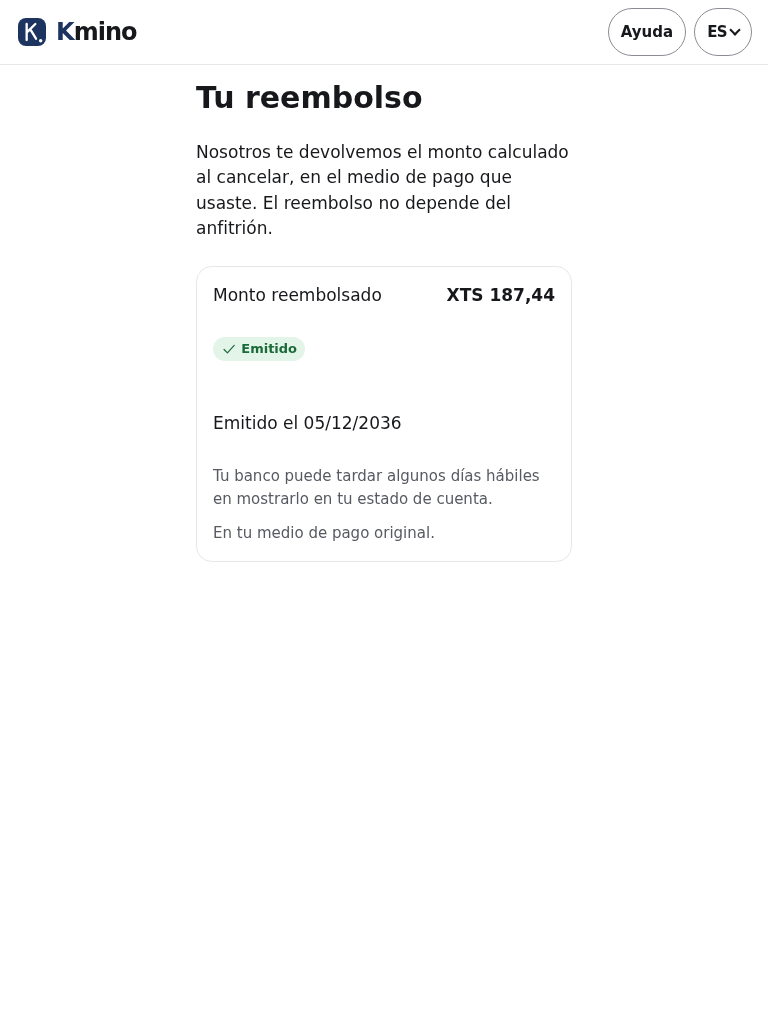 K. Kmino
Ayuda
ES
Tu reembolso
Nosotros te devolvemos el monto calculado
al cancelar, en el medio de pago que
usaste. El reembolso no depende del
anfitrión.
Monto reembolsado XTS 187,44
Emitido
Emitido el 05/12/2036
Tu banco puede tardar algunos días hábiles
en mostrarlo en tu estado de cuenta.
En tu medio de pago original.